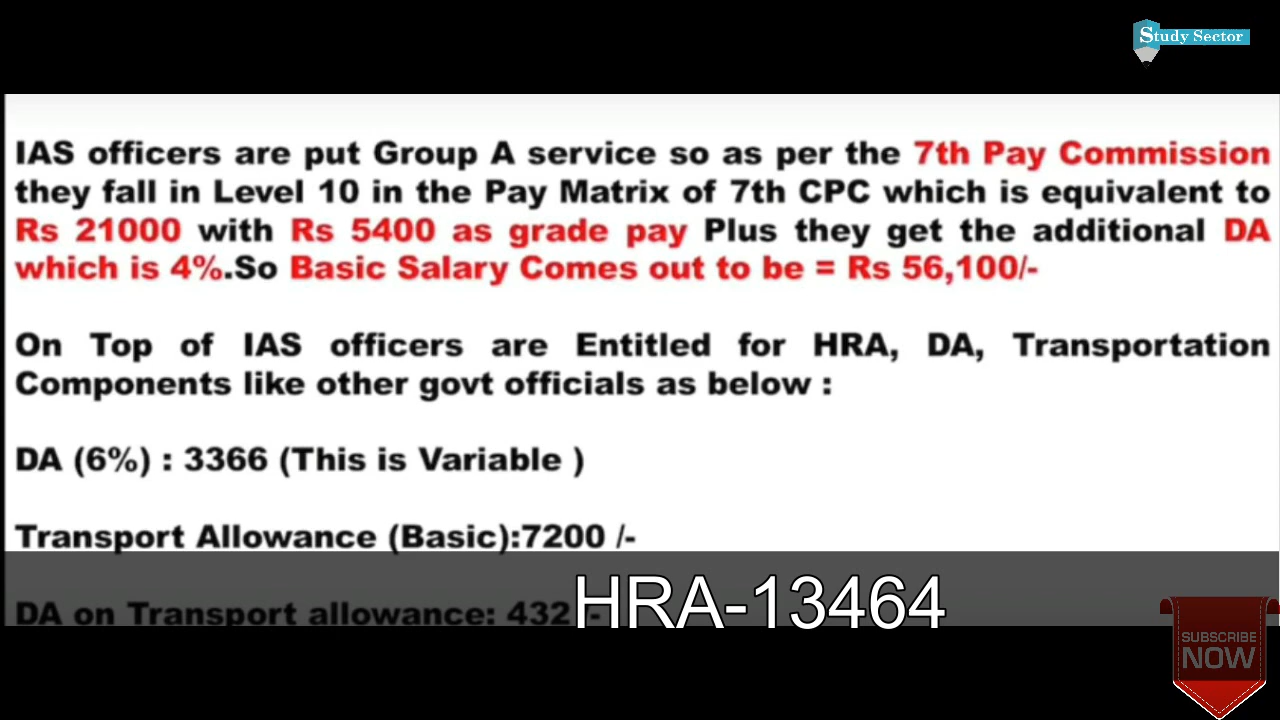 Study Sector
IAS officers are put Group A service so as per the 7th Pay Commission
they fall in Level 10 in the Pay Matrix of 7th CPC which is equivalent to
Rs 21000 with Rs 5400 as grade pay Plus they get the additional DA
which is 4%.So Basic Salary Comes out to be = Rs 56,100/-
On Top of IAS officers are Entitled for HRA, DA, Transportation
Components like other govt officials as below :
DA (6%) : 3366 (This is Variable )
Transport Allowance (Basic):7200 /-
DA on Transport allowance: 432 /-
HRA-13464
SUBSCRIBE
NOW